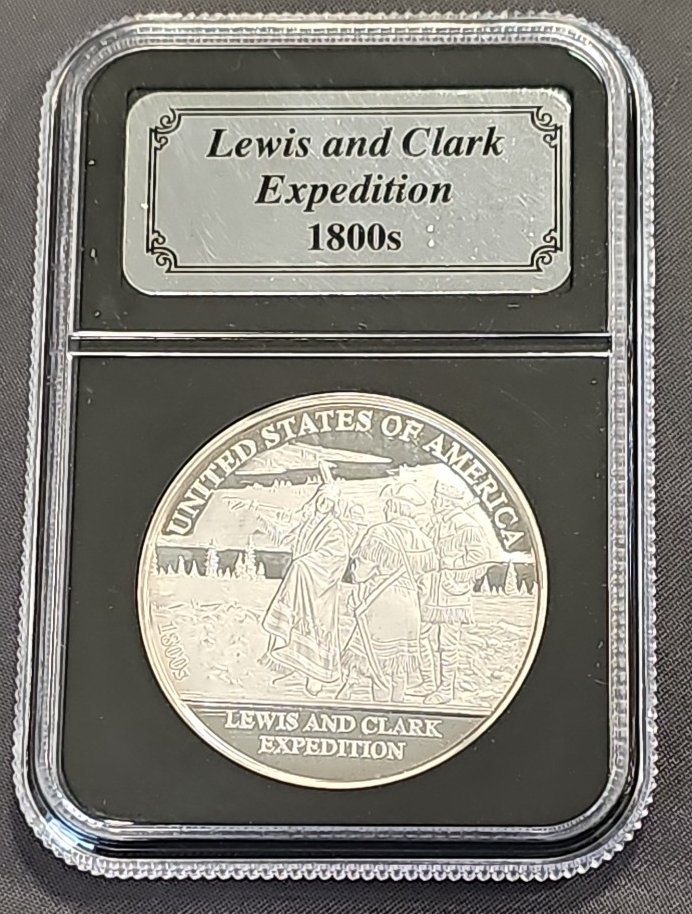 Lewis and Clark
Expedition
1800s
UNITED STATES OF AMERICA
1800s
LEWIS AND CLARK
EXPEDITION